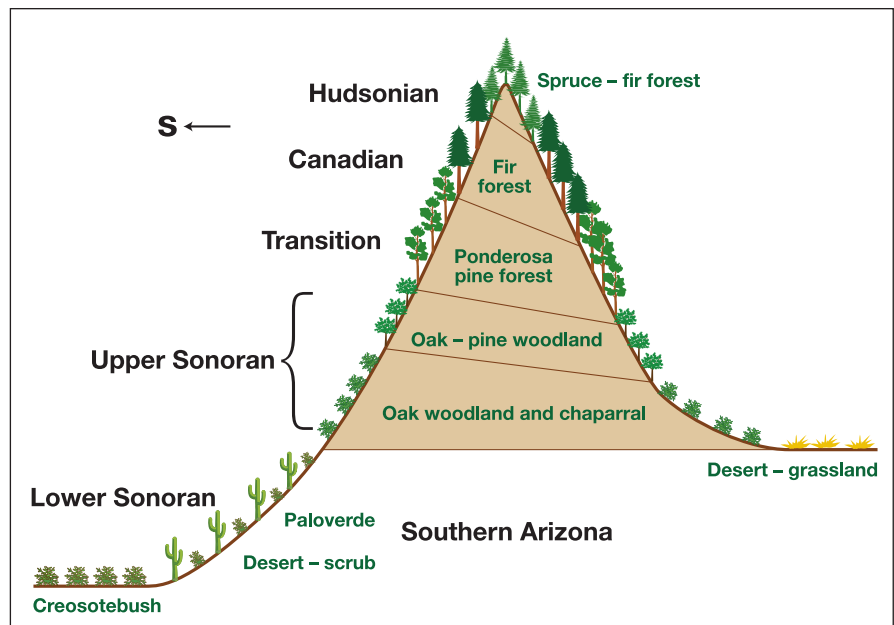 Hudsonian
Spruce – fir forest
S
Canadian
Fir
forest
Transition
Ponderosa
pine forest
Oak – pine woodland
Upper Sonoran
Oak woodland and chaparral
Desert – grassland
Lower Sonoran
Paloverde
Southern Arizona
Desert – scrub
Creosotebush